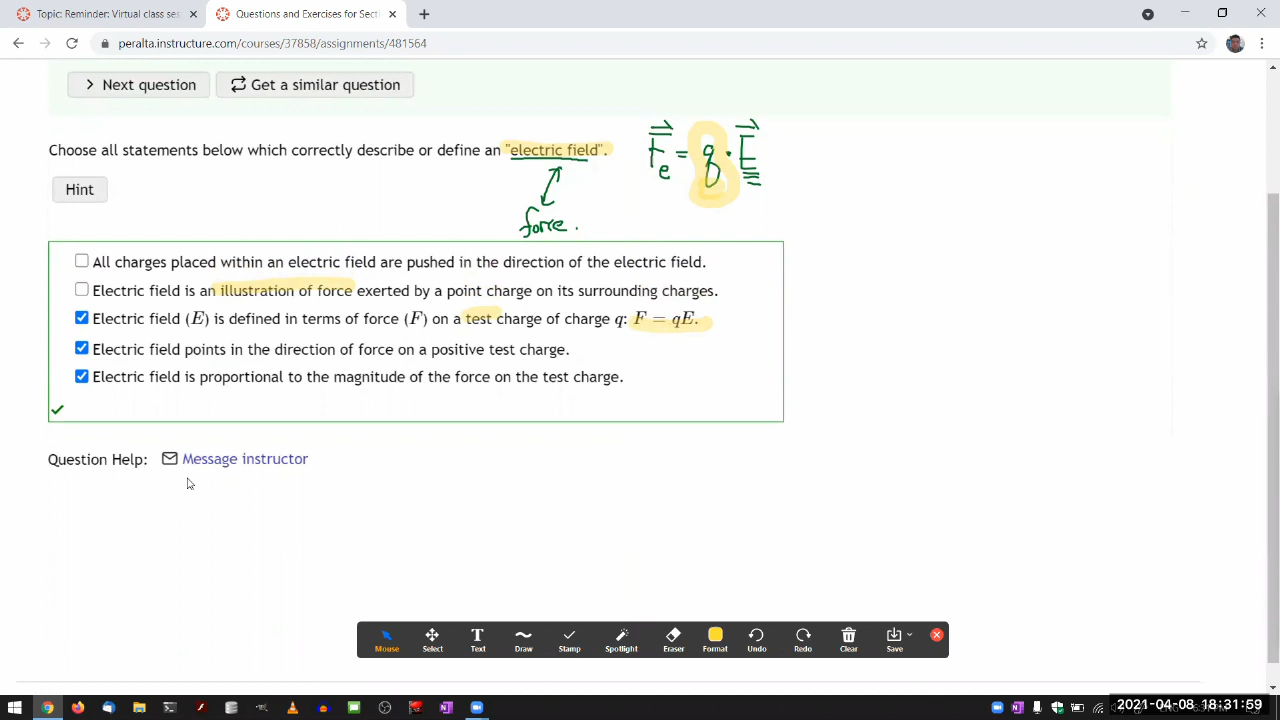 Topic: Reminder: Virtual class ses
Questions and Exercises for Secti
peralta.instructure.com/courses/37858/assignments/481564
Next question
Get a similar question
Choose all statements below which correctly describe or define an "electric field".
F⃗e = q · E⃗
Hint
force.
All charges placed within an electric field are pushed in the direction of the electric field.
Electric field is an illustration of force exerted by a point charge on its surrounding charges.
Electric field (E) is defined in terms of force (F) on a test charge of charge q: F = qE.
Electric field points in the direction of force on a positive test charge.
Electric field is proportional to the magnitude of the force on the test charge.
Question Help: Message instructor
Mouse Select Text Draw Stamp Spotlight Eraser Format Undo Redo Clear Save
2021-04-08 18:31:59